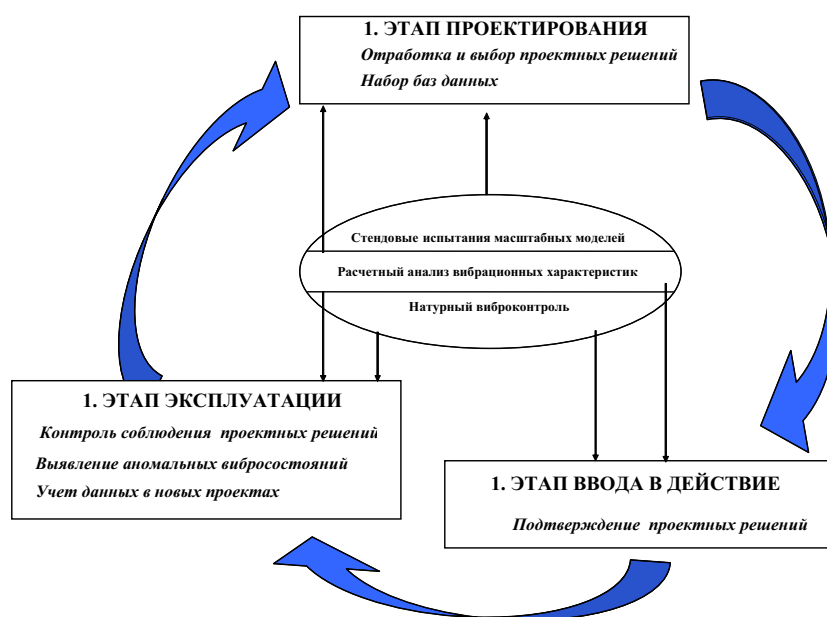 1. ЭТАП ПРОЕКТИРОВАНИЯ
Отработка и выбор проектных решений
Набор баз данных
Стендовые испытания масштабных моделей
Расчетный анализ вибрационных характеристик
Натурный виброконтроль
1. ЭТАП ЭКСПЛУАТАЦИИ
Контроль соблюдения проектных решений
Выявление аномальных вибросостояний
Учет данных в новых проектах
1. ЭТАП ВВОДА В ДЕЙСТВИЕ
Подтверждение проектных решений